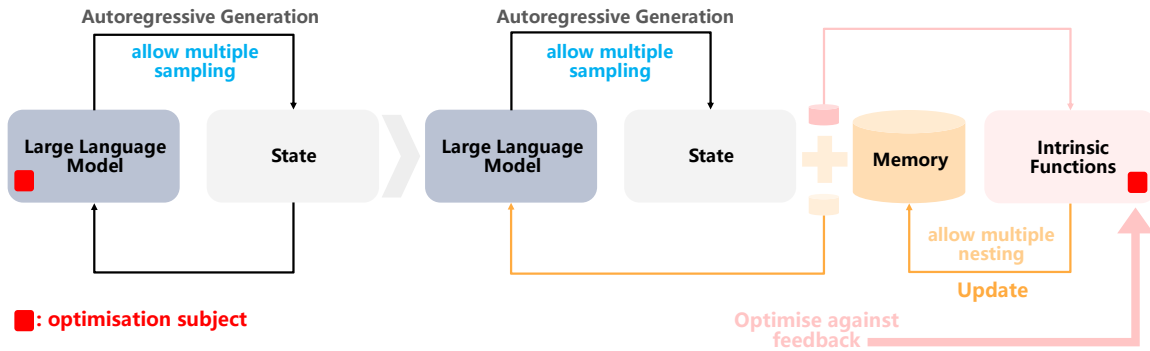 Autoregressive Generation
allow multiple
sampling
Large Language
Model
State
Autoregressive Generation
allow multiple
sampling
Large Language
Model
State
Memory
Intrinsic
Functions
allow multiple
nesting
Update
: optimisation subject
Optimise against
feedback